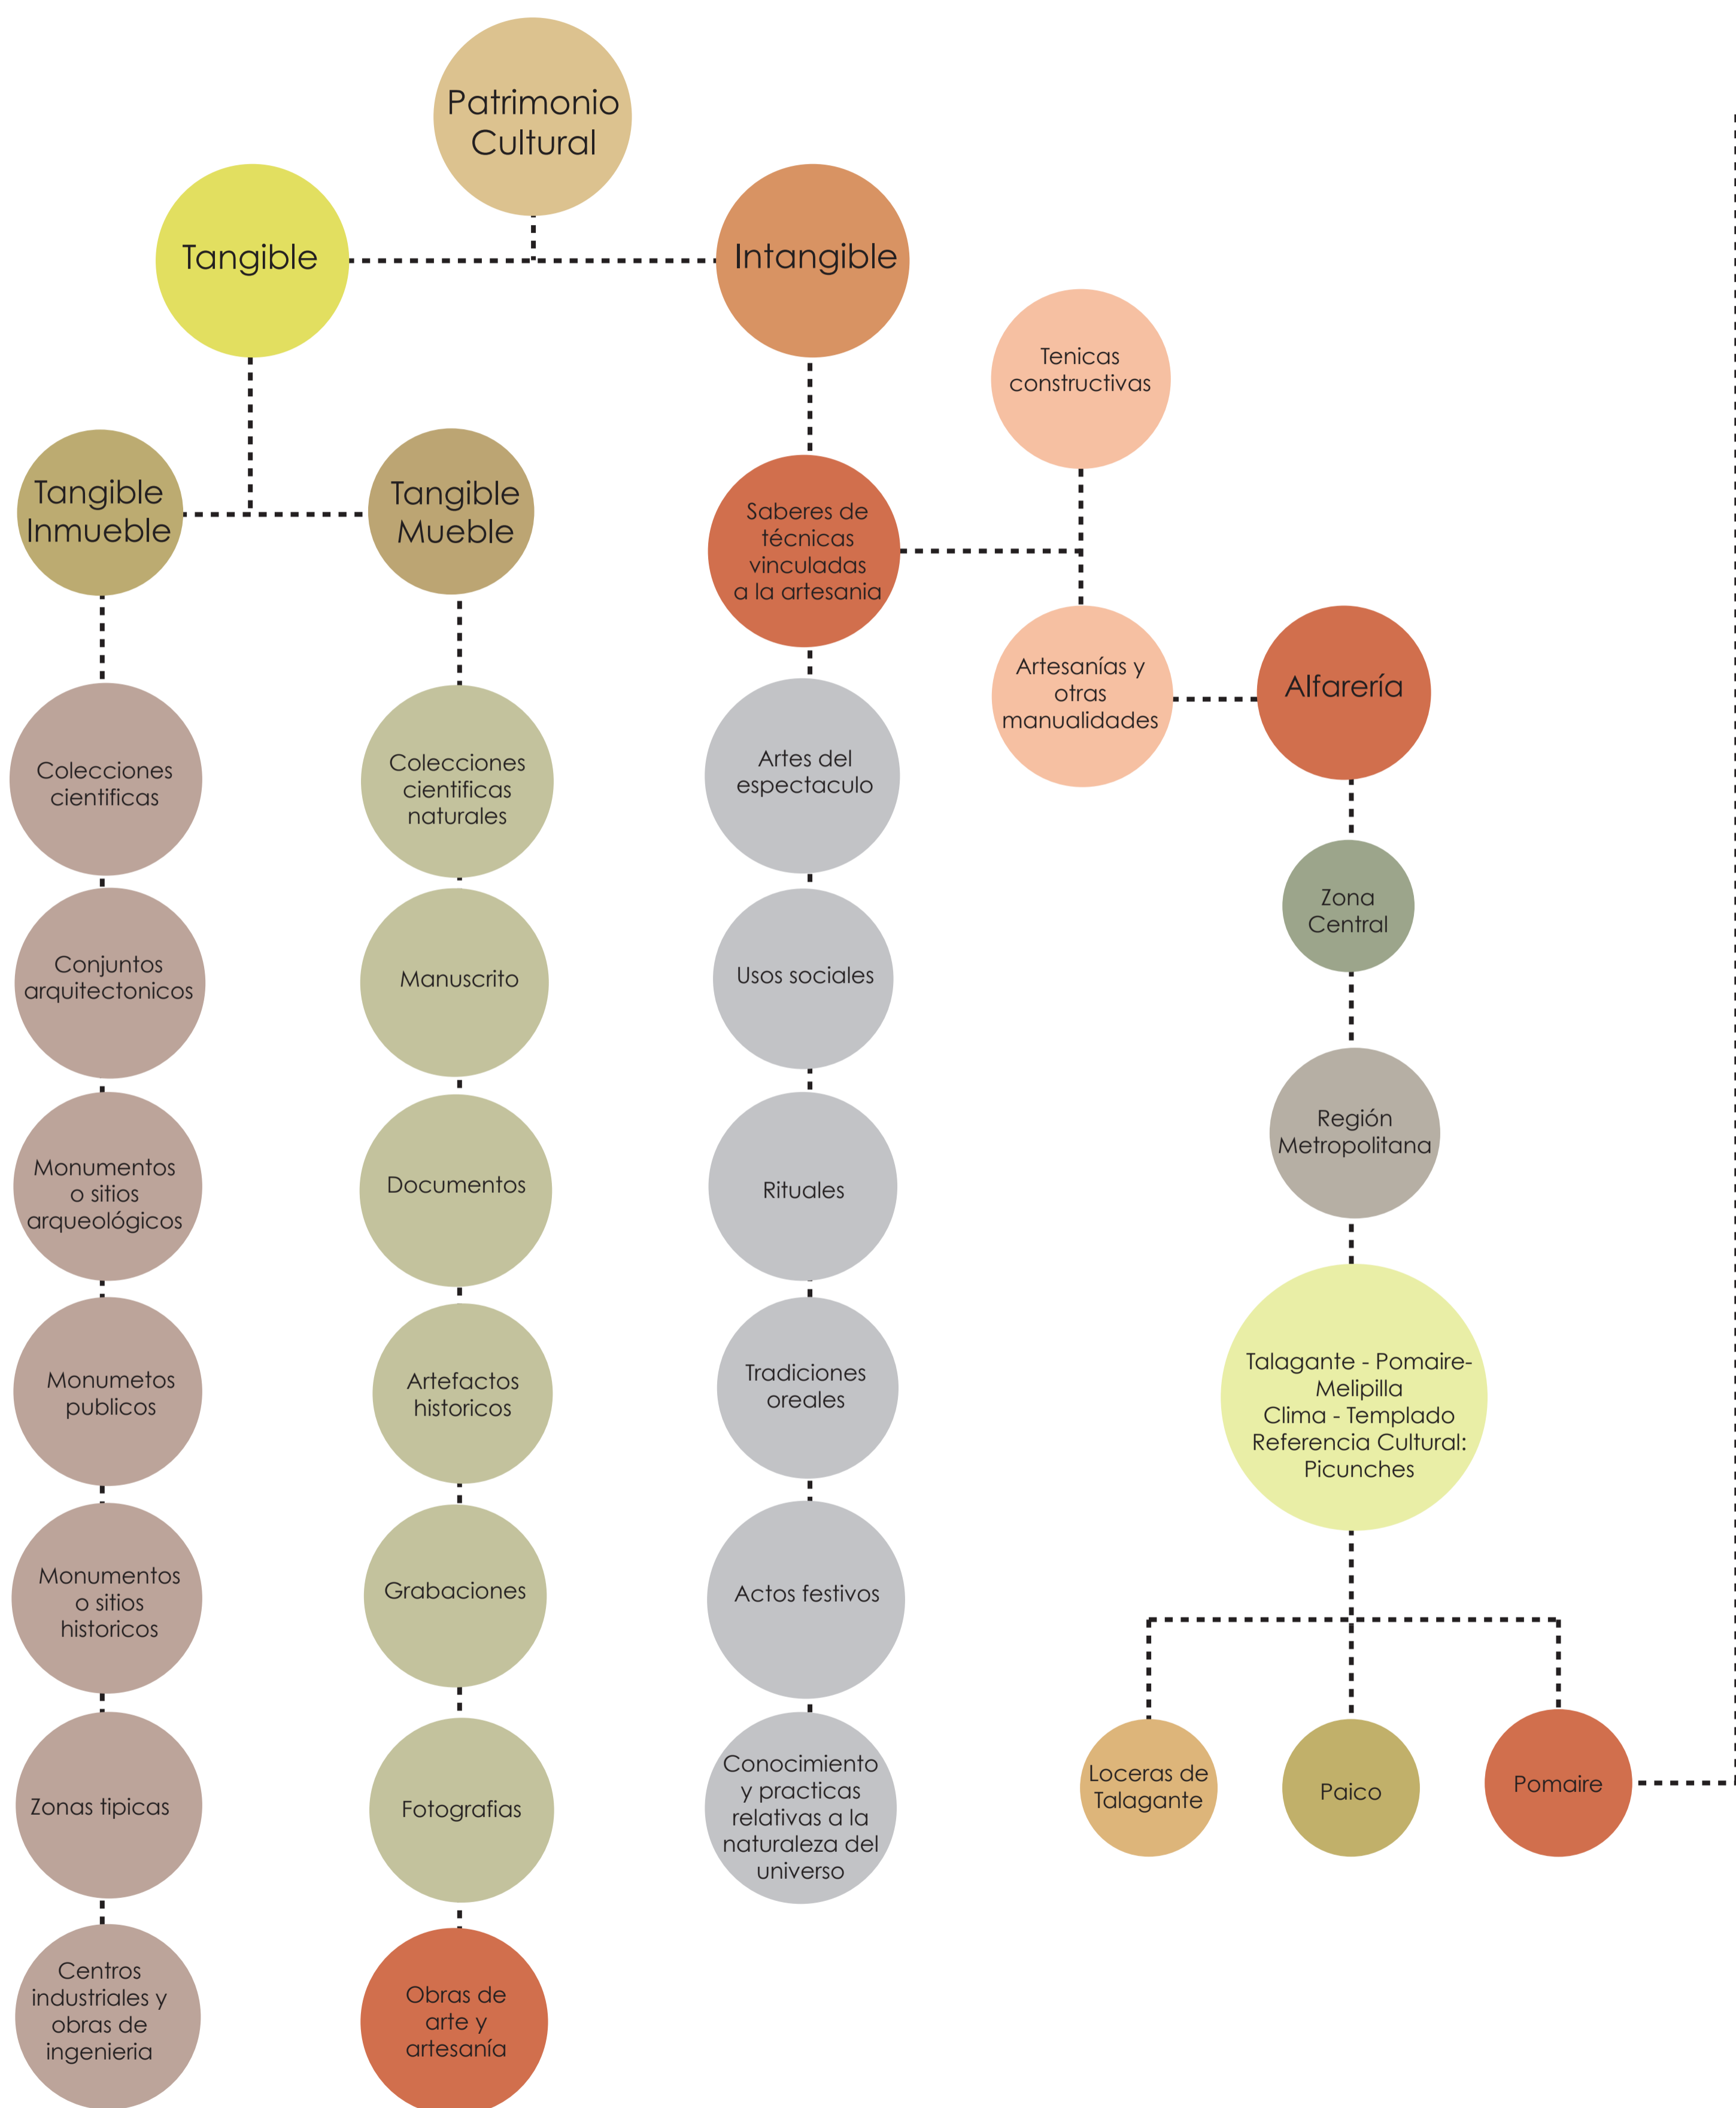 Patrimonio
Cultural
Tangible
Intangible
Tangible
Inmueble
Tangible
Mueble
Colecciones
cientificas
Conjuntos
arquitectonicos
Monumentos
o sitios
arqueológicos
Monumetos
publicos
Monumentos
o sitios
historicos
Zonas tipicas
Centros
industriales y
obras de
ingenieria
Colecciones
cientificas
naturales
Manuscrito
Documentos
Artefactos
historicos
Grabaciones
Fotografias
Obras de
arte y
artesanía
Saberes de
técnicas
vinculadas
a la artesania
Artes del
espectaculo
Usos sociales
Rituales
Tradiciones
oreales
Actos festivos
Conocimiento
y practicas
relativas a la
naturaleza del
universo
Tenicas
constructivas
Artesanías y
otras
manualidades
Alfarería
Zona
Central
Región
Metropolitana
Talagante - Pomaire-
Melipilla
Clima - Templado
Referencia Cultural:
Picunches
Loceras de
Talagante
Paico
Pomaire